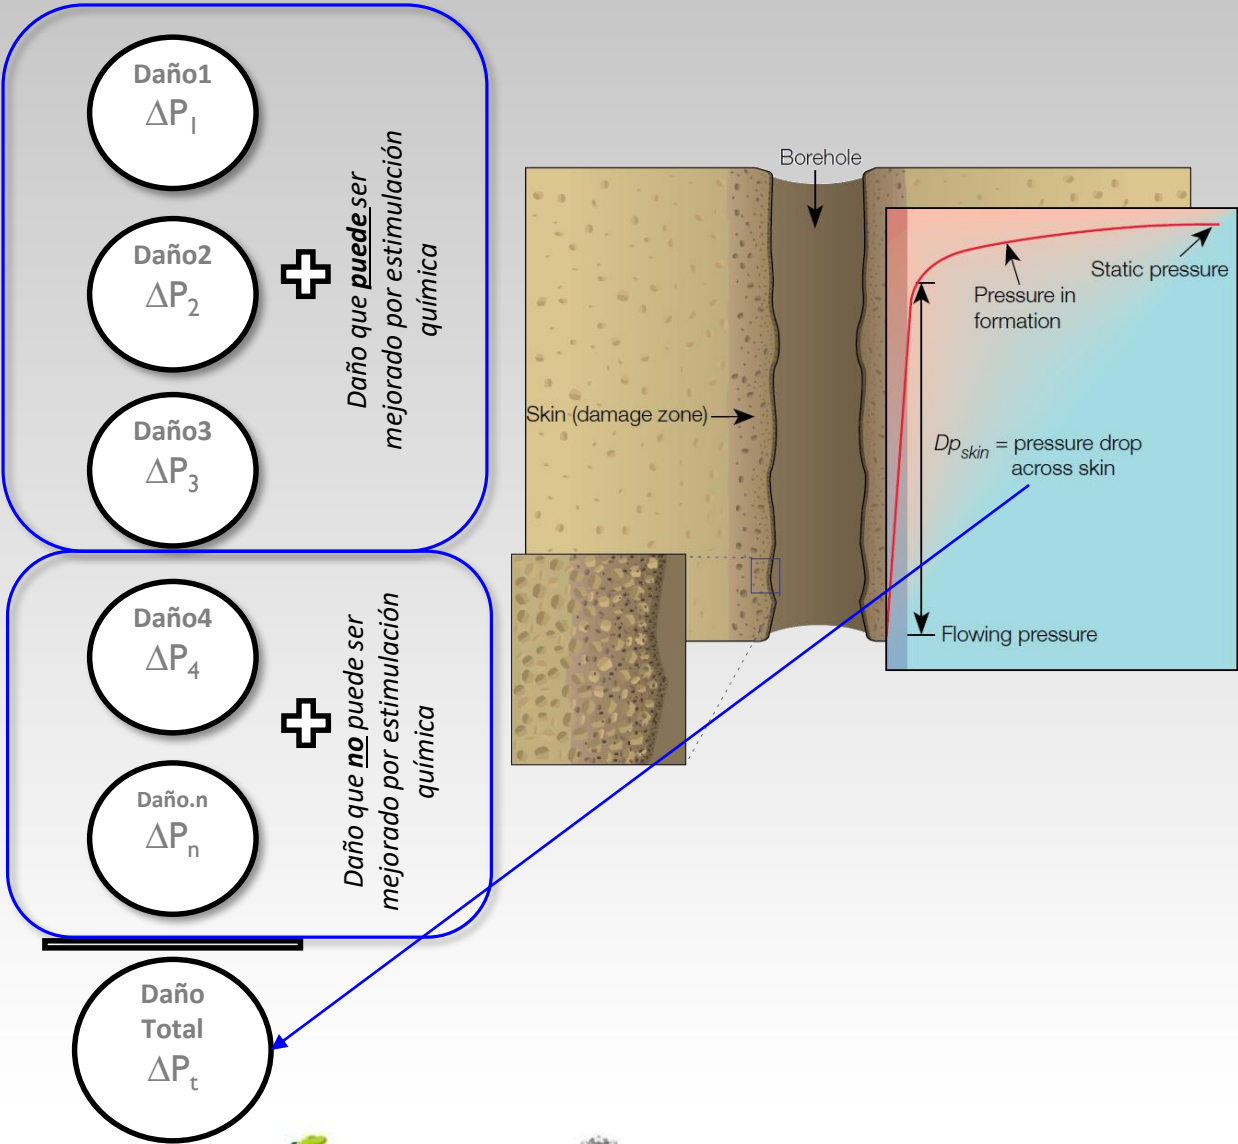 Daño1
ΔP₁
Daño2
ΔP₂
Daño3
ΔP₃
Daño que puede ser
mejorado por estimulación
química
Daño4
ΔP₄
Daño.n
ΔPₙ
Daño que no puede ser
mejorado por estimulación
química
Daño
Total
ΔPₜ
Borehole
Skin (damage zone)
Static pressure
Pressure in
formation
Dp_skin = pressure drop
across skin
Flowing pressure